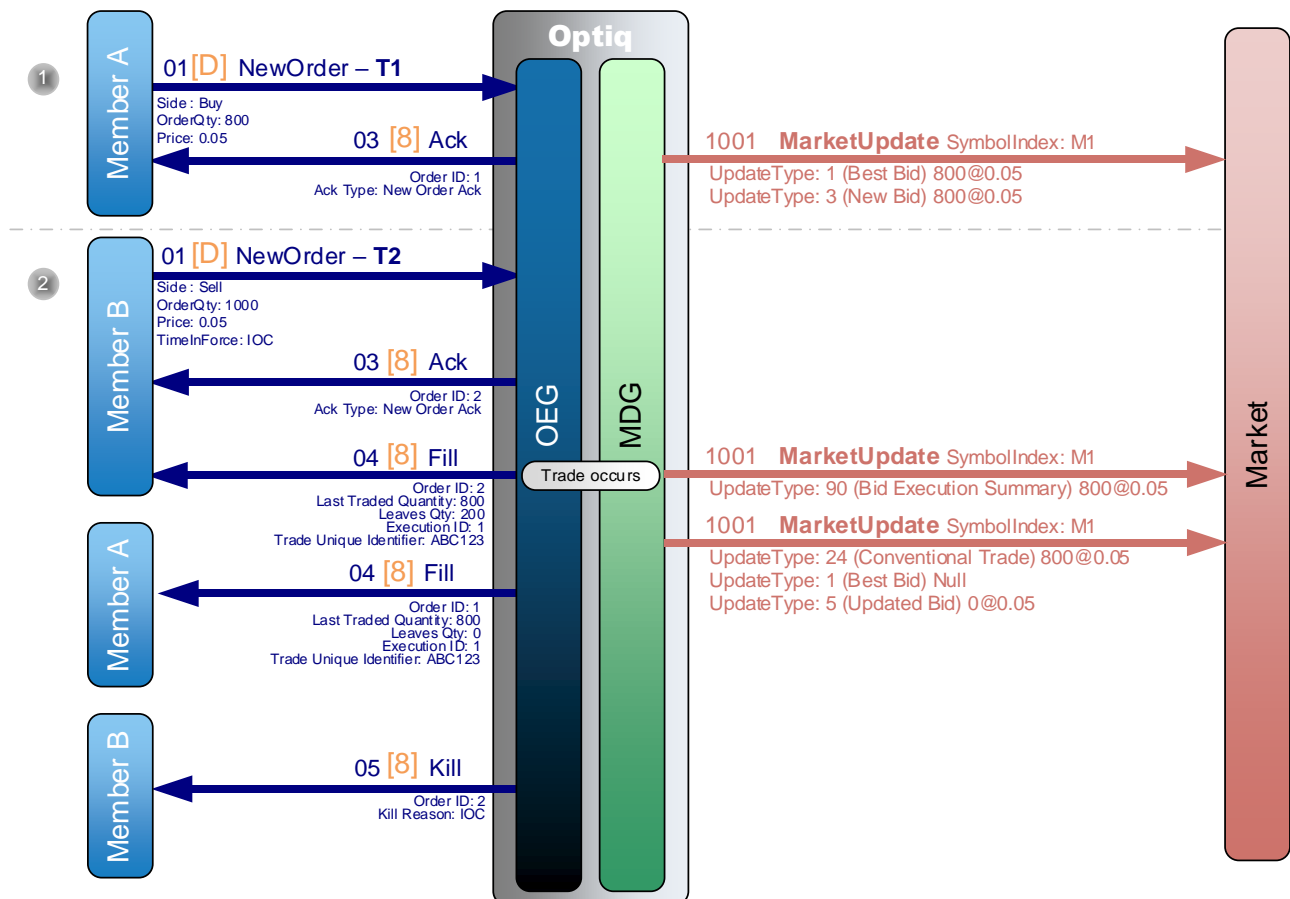 Optiq
1
Member A
01 [D] NewOrder – T1
Side : Buy
OrderQty: 800
Price: 0.05
03 [8] Ack
Order ID: 1
Ack Type: New Order Ack
1001 MarketUpdate SymbolIndex: M1
UpdateType: 1 (Best Bid) 800@0.05
UpdateType: 3 (New Bid) 800@0.05
2
Member B
01 [D] NewOrder – T2
Side : Sell
OrderQty: 1000
Price: 0.05
TimeInForce: IOC
03 [8] Ack
Order ID: 2
Ack Type: New Order Ack
OEG
MDG
Market
04 [8] Fill
Order ID: 2
Last Traded Quantity: 800
Leaves Qty: 200
Execution ID: 1
Trade Unique Identifier: ABC123
Trade occurs
1001 MarketUpdate SymbolIndex: M1
UpdateType: 90 (Bid Execution Summary) 800@0.05
1001 MarketUpdate SymbolIndex: M1
UpdateType: 24 (Conventional Trade) 800@0.05
UpdateType: 1 (Best Bid) Null
UpdateType: 5 (Updated Bid) 0@0.05
Member A
04 [8] Fill
Order ID: 1
Last Traded Quantity: 800
Leaves Qty: 0
Execution ID: 1
Trade Unique Identifier: ABC123
Member B
05 [8] Kill
Order ID: 2
Kill Reason: IOC